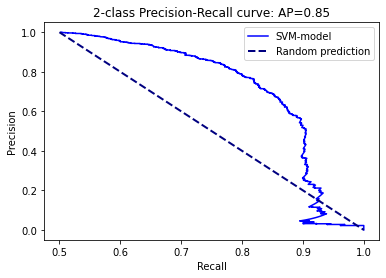 2-class Precision-Recall curve: AP=0.85
SVM-model
Random prediction
Precision
1.0
0.8
0.6
0.4
0.2
0.0
0.5
0.6
0.7
0.8
0.9
1.0
Recall